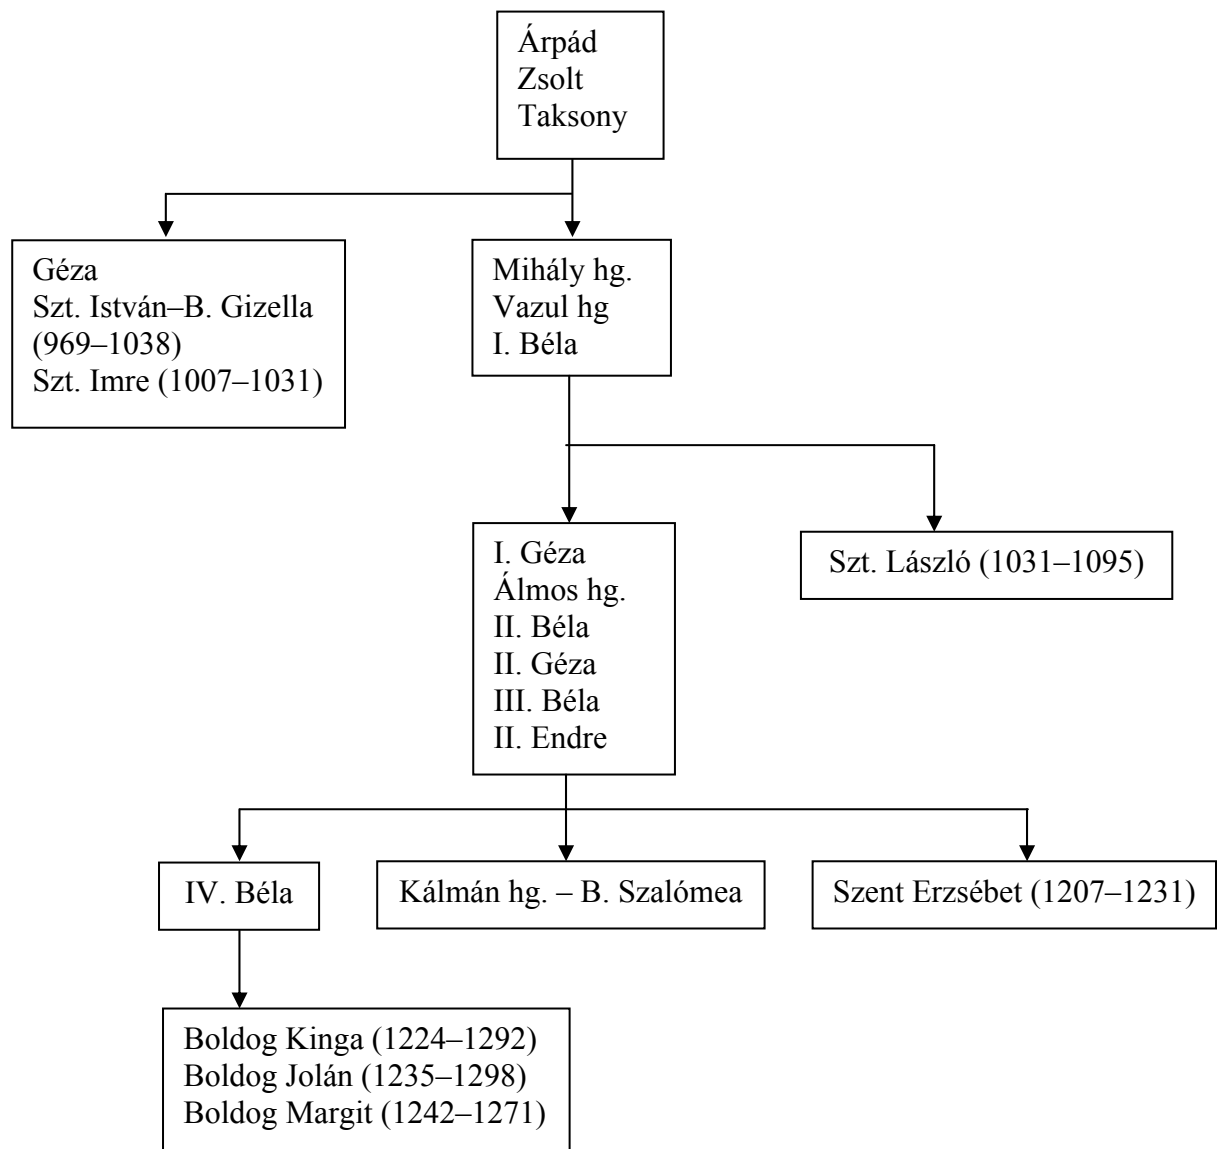 Árpád
Zsolt
Taksony
Géza
Szt. István–B. Gizella
(969–1038)
Szt. Imre (1007–1031)
Mihály hg.
Vazul hg
I. Béla
I. Géza
Álmos hg.
II. Béla
II. Géza
III. Béla
II. Endre
Szt. László (1031–1095)
IV. Béla
Kálmán hg. – B. Szalómea
Szent Erzsébet (1207–1231)
Boldog Kinga (1224–1292)
Boldog Jolán (1235–1298)
Boldog Margit (1242–1271)